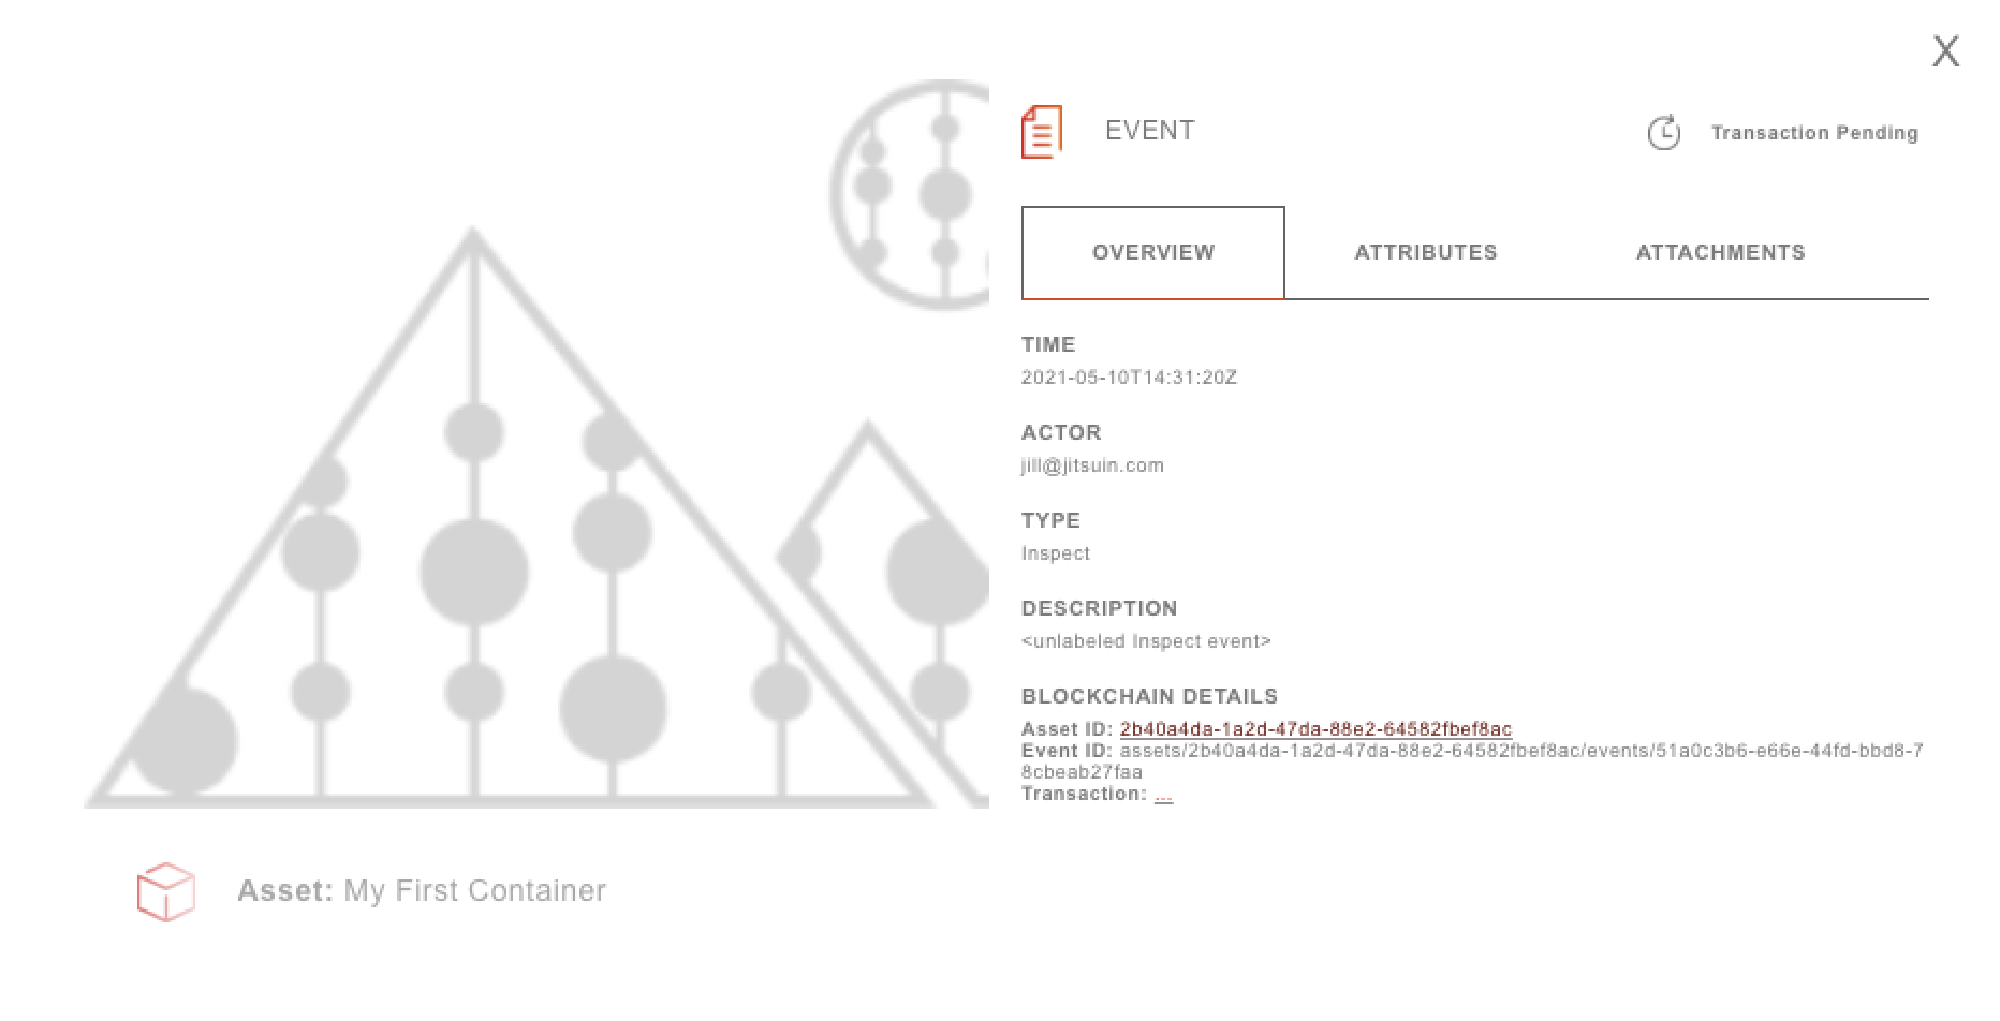 X
EVENT
Transaction Pending
OVERVIEW
ATTRIBUTES
ATTACHMENTS
TIME
2021-05-10T14:31:20Z
ACTOR
jill@jitsuin.com
TYPE
Inspect
DESCRIPTION
<unlabeled Inspect event>
BLOCKCHAIN DETAILS
Asset ID: 2b40a4da-1a2d-47da-88e2-64582fbef8ac
Event ID: assets/2b40a4da-1a2d-47da-88e2-64582fbef8ac/events/51a0c3b6-e66e-44fd-bbd8-7
8cbeab27faa
Transaction: ...
Asset: My First Container